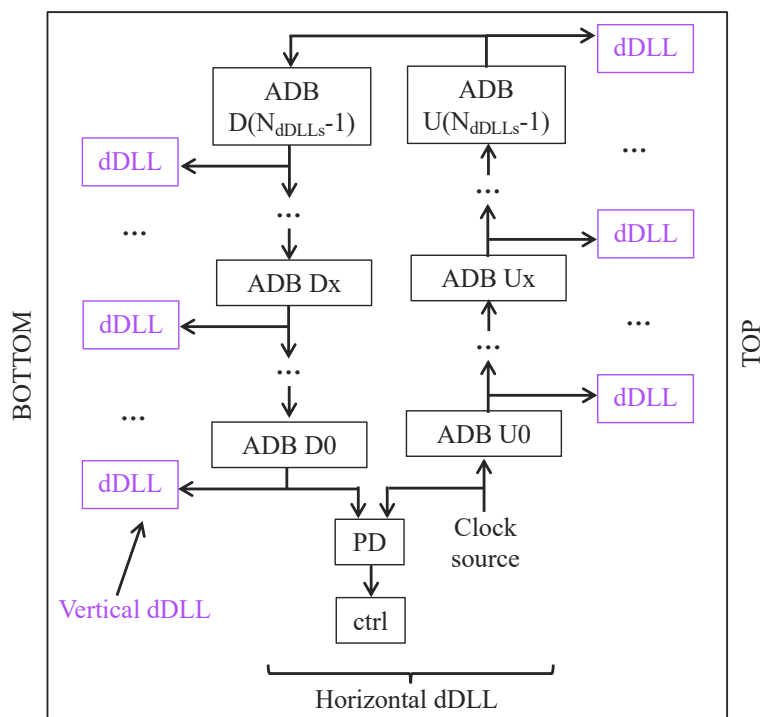 dDLL
ADB
D(NdDLLs-1)
ADB
U(NdDLLs-1)
dDLL
...
...
...
...
dDLL
ADB Dx
ADB Ux
BOTTOM
dDLL
...
TOP
...
...
...
dDLL
ADB D0
ADB U0
dDLL
PD
Clock
source
Vertical dDLL
ctrl
Horizontal dDLL